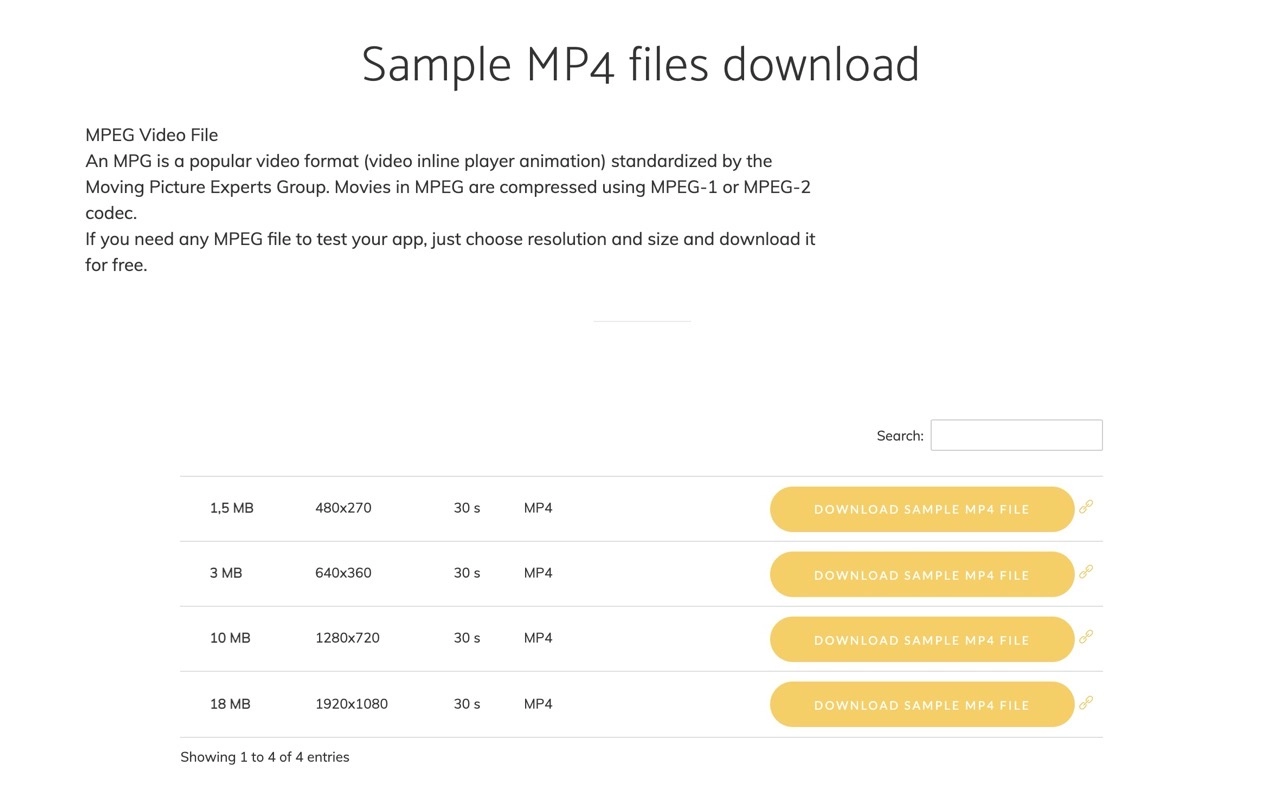 Sample MP4 files download
MPEG Video File
An MPG is a popular video format (video inline player animation) standardized by the
Moving Picture Experts Group. Movies in MPEG are compressed using MPEG-1 or MPEG-2
codec.
If you need any MPEG file to test your app, just choose resolution and size and download it
for free.
Search:
1,5 MB 480x270 30 s MP4 DOWNLOAD SAMPLE MP4 FILE
3 MB 640x360 30 s MP4 DOWNLOAD SAMPLE MP4 FILE
10 MB 1280x720 30 s MP4 DOWNLOAD SAMPLE MP4 FILE
18 MB 1920x1080 30 s MP4 DOWNLOAD SAMPLE MP4 FILE
Showing 1 to 4 of 4 entries